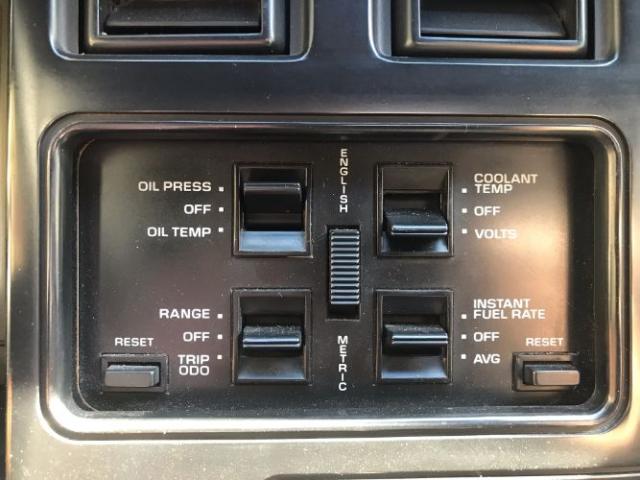 OIL PRESS
OFF
OIL TEMP
ENGLISH
COOLANT
TEMP
OFF
VOLTS
RANGE
OFF
TRIP
ODO
RESET
METRIC
INSTANT
FUEL RATE
OFF
AVG
RESET